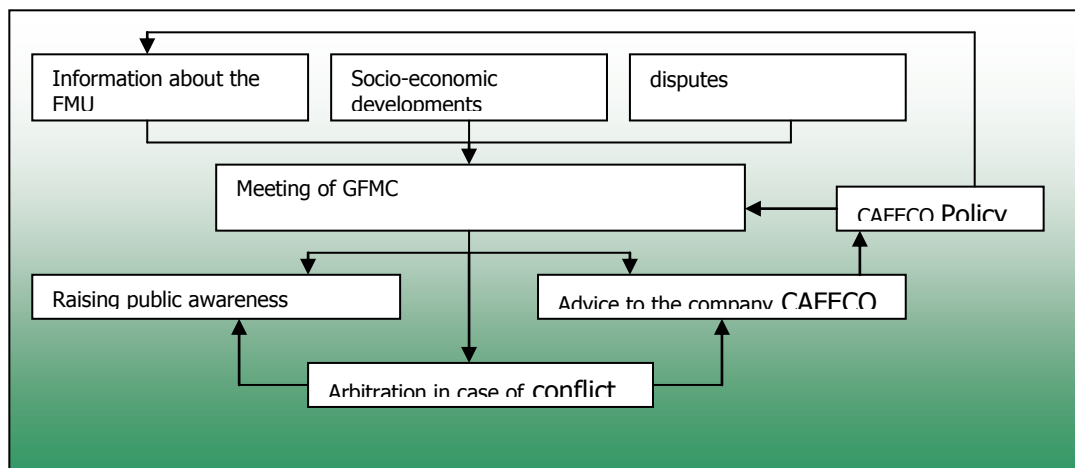 Information about the
FMU
Socio-economic
developments
disputes
Meeting of GFMC
CAFECO Policy
Raising public awareness
Advice to the company CAFECO
Arbitration in case of conflict